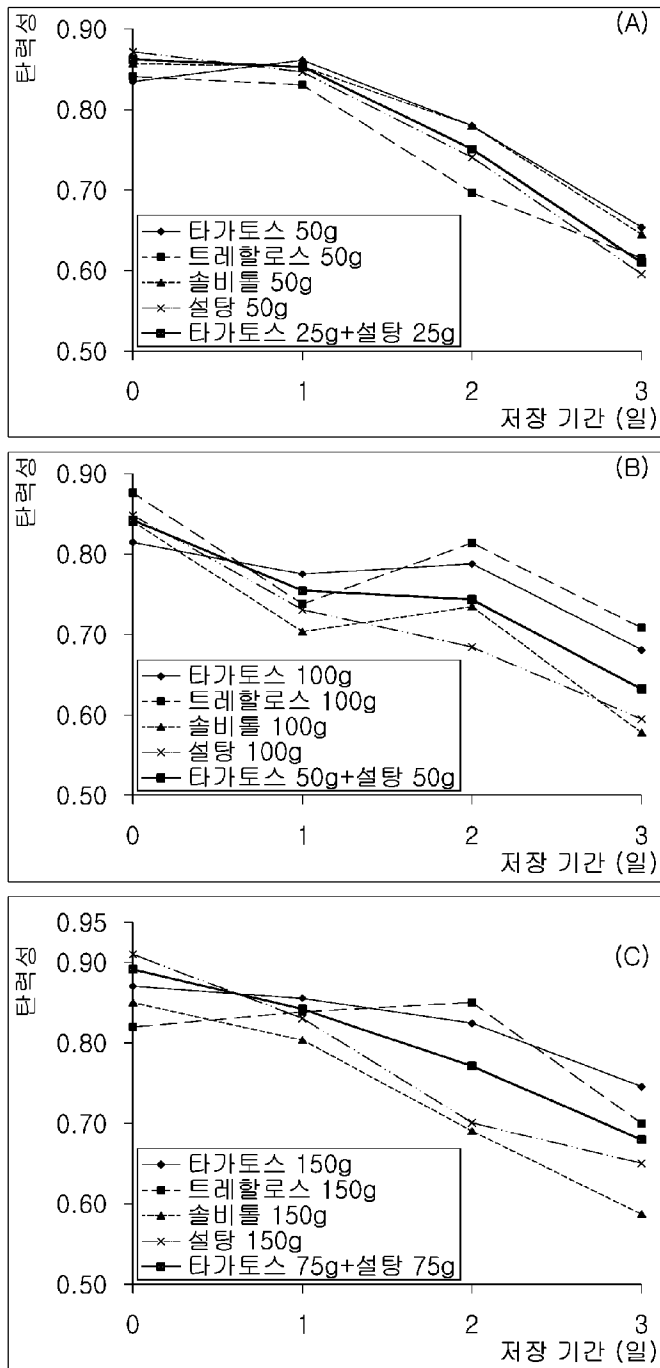 탄력성
(A)
0.90
0.80
0.70
0.60
0.50
타가토스 50g
트레할로스 50g
솔비톨 50g
설탕 50g
타가토스 25g+설탕 25g
0 1 2 3
저장 기간 (일)
탄력성
(B)
0.90
0.80
0.70
0.60
0.50
타가토스 100g
트레할로스 100g
솔비톨 100g
설탕 100g
타가토스 50g+설탕 50g
0 1 2 3
저장 기간 (일)
탄력성
(C)
0.95
0.90
0.80
0.70
0.60
0.50
타가토스 150g
트레할로스 150g
솔비톨 150g
설탕 150g
타가토스 75g+설탕 75g
0 1 2 3
저장 기간 (일)